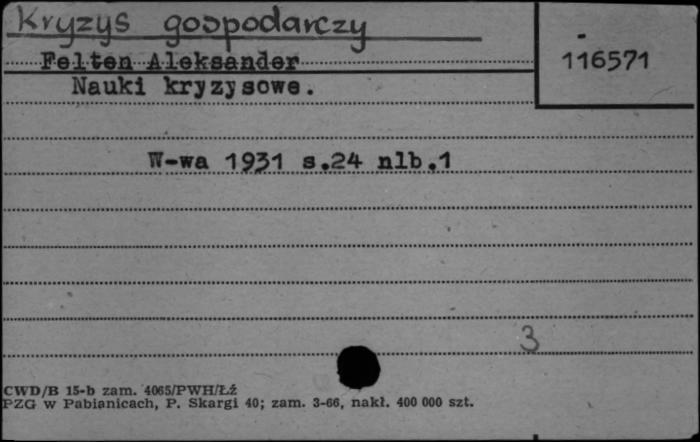 Kryzys gospodarczy
Felten Aleksander
116571
Nauki kryzysowe.
W-wa 1931 s.24 nlb.1
3
CWD/B 15-b zam. 4065/PWH/Łź
PZG w Pabianicach, P. Skargi 40; zam. 3-66, nakł. 400 000 szt.